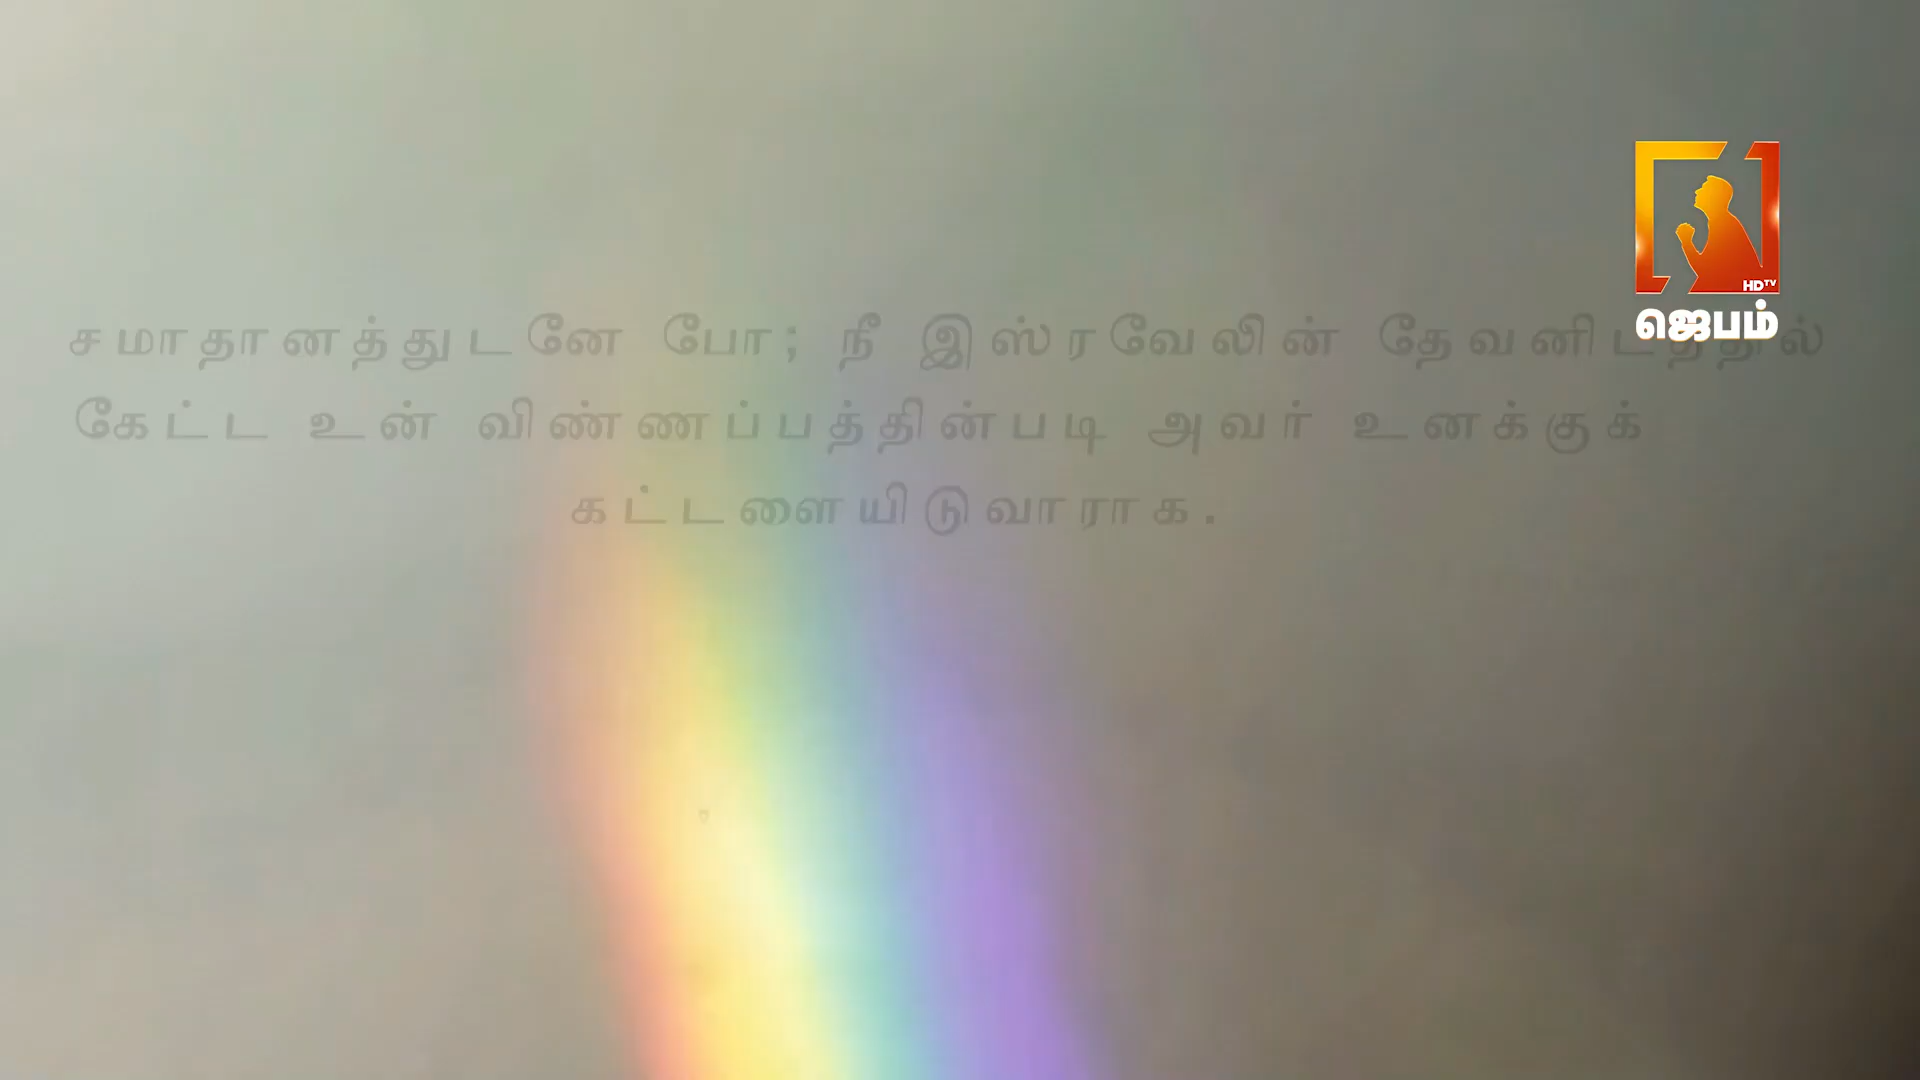 HD TV
ஜெபம்
சமாதானத்துடனே போ; நீ இஸ்ரவேலின் தேவனிடத்தில்
கேட்ட உன் விண்ணப்பத்தின்படி அவர் உனக்குக்
கட்டளையிடுவாராக.